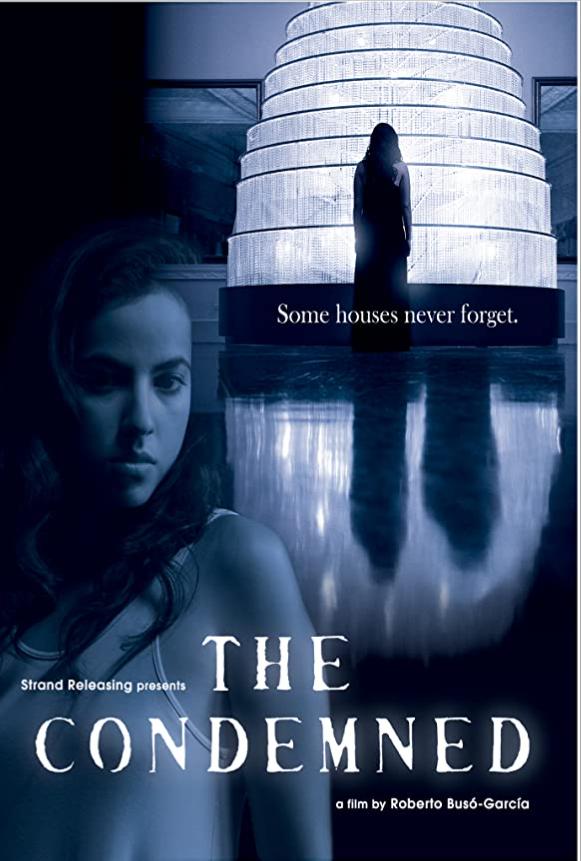 Some houses never forget.
Strand Releasing presents
THE
CONDEMNED
a film by Roberto Busó-García